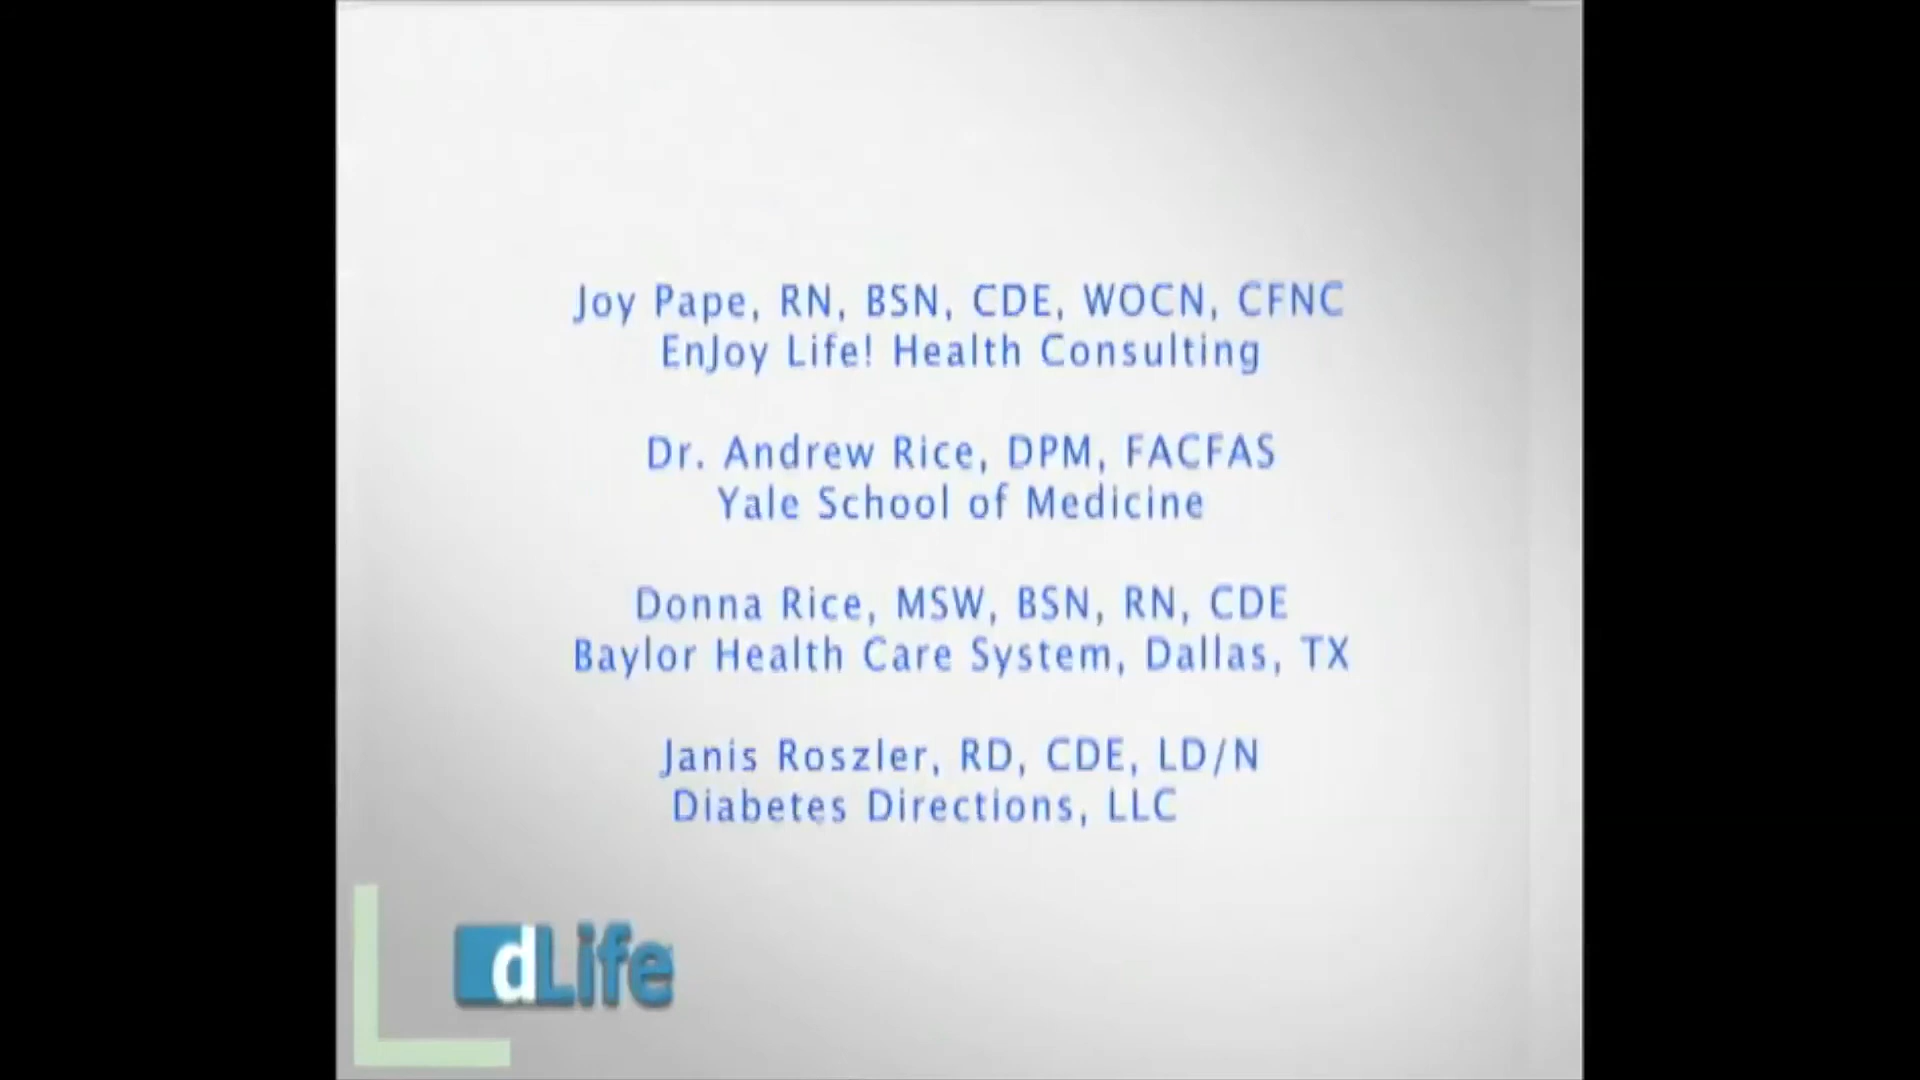 Joy Pape, RN, BSN, CDE, WOCN, CFNC
EnJoy Life! Health Consulting
Dr. Andrew Rice, DPM, FACFAS
Yale School of Medicine
Donna Rice, MSW, BSN, RN, CDE
Baylor Health Care System, Dallas, TX
Janis Roszler, RD, CDE, LD/N
Diabetes Directions, LLC
dLife